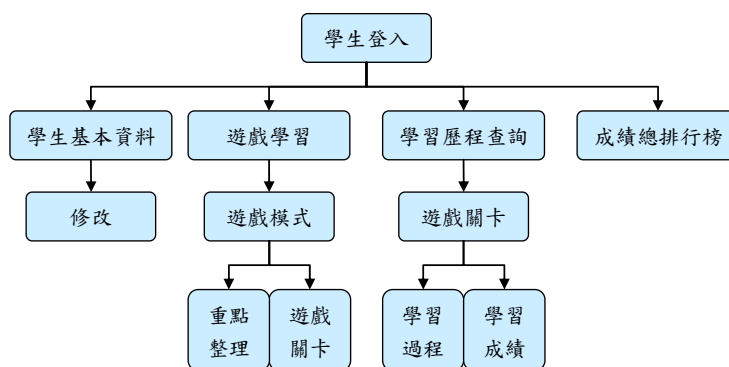 學生登入
學生基本資料
遊戲學習
學習歷程查詢
成績總排行榜
修改
遊戲模式
遊戲關卡
重點
整理
遊戲
關卡
學習
過程
學習
成績